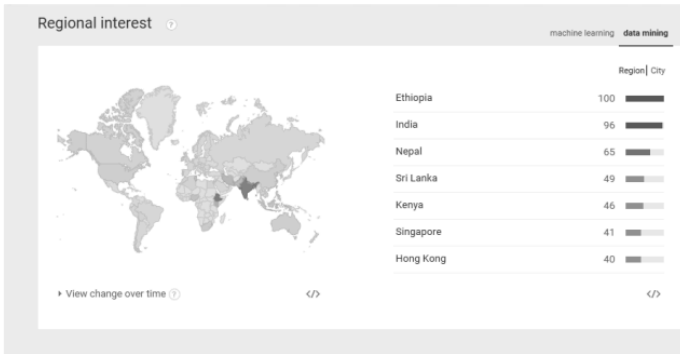 Regional interest ?
machine learning data mining
Region City
Ethiopia 100
India 96
Nepal 65
Sri Lanka 49
Kenya 46
Singapore 41
Hong Kong 40
View change over time ? </> </>